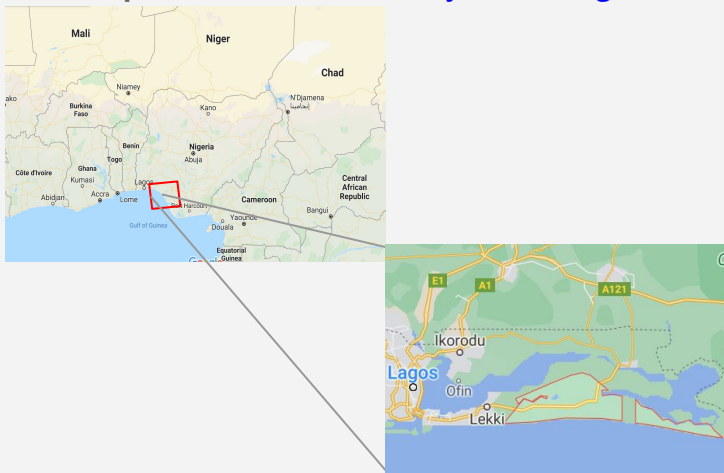 Mali
Niger
Chad
Niamey
N'Djamena
إنجامينا
ako
Burkina
Faso
Kano
Benin
Nigeria
Abuja
Togo
Ghana
Côte d'Ivoire
Kumasi
Lagos
Central
African
Republic
Abidjan
Accra
Lome
Cameroon
Bangui
Gulf of Guinea
Douala
Yaounde
Equatorial
Guinea
E1
A1
A121
Ikorodu
Lagos
Ofin
Lekki